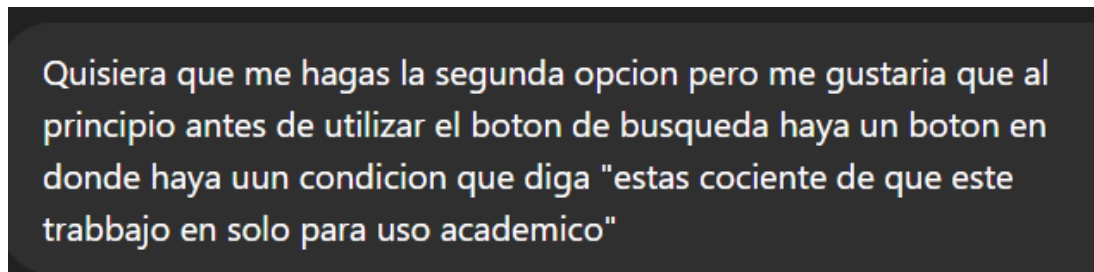 Quisiera que me hagas la segunda opcion pero me gustaria que al
principio antes de utilizar el boton de busqueda haya un boton en
donde haya uun condicion que diga "estas cociente de que este
trabbajo en solo para uso academico"